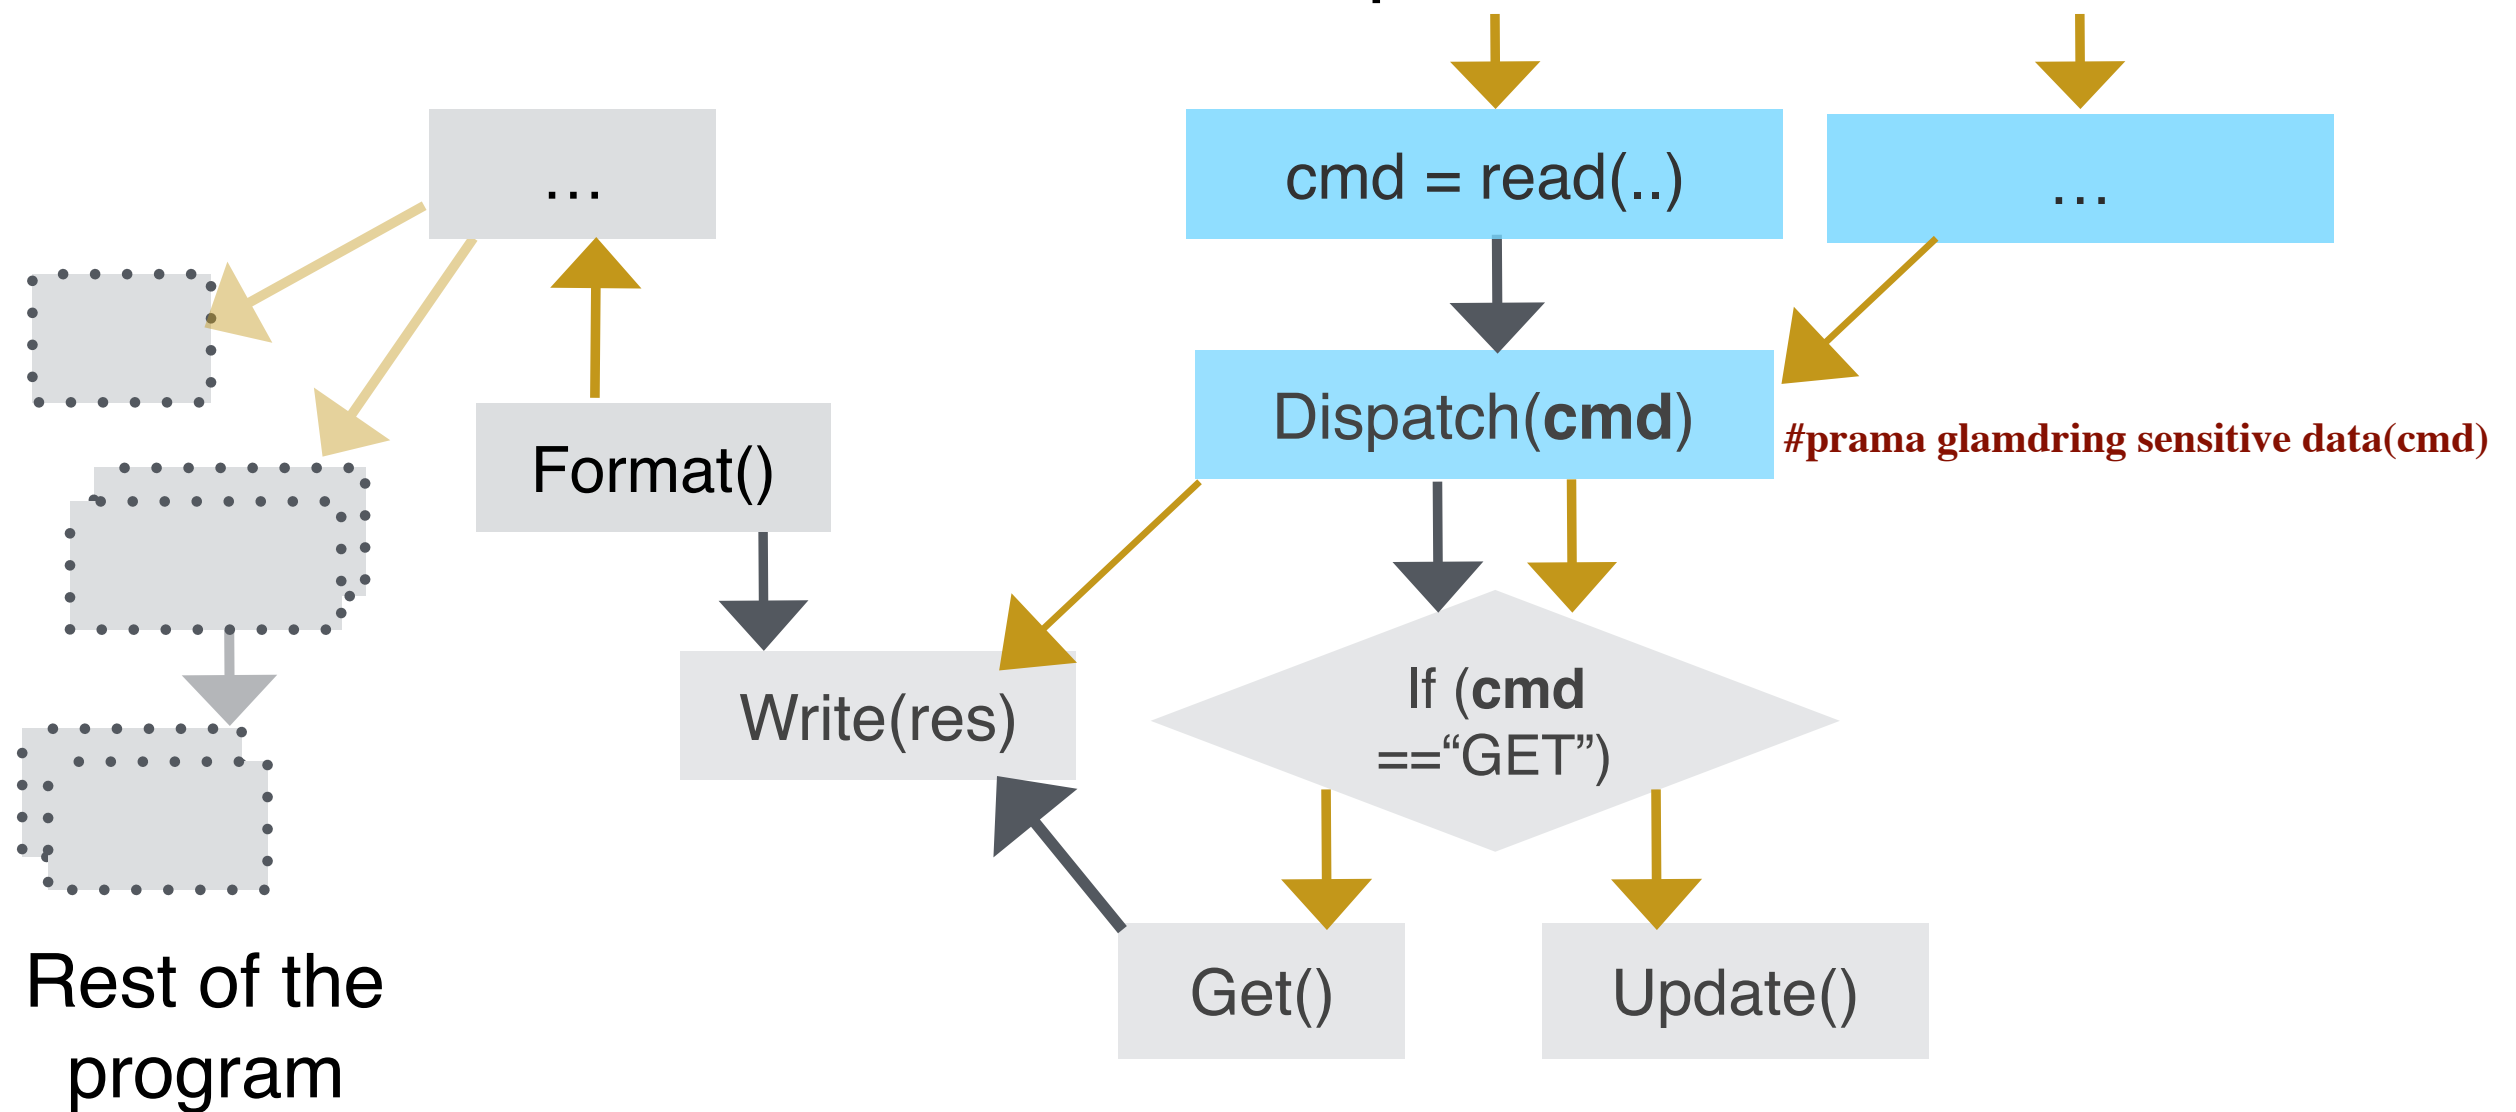 ...
cmd = read(..)
...
Dispatch(cmd)
#pragma glamdring sensitive data(cmd)
Format()
Write(res)
If (cmd
==“GET”)
Get()
Update()
Rest of the
program